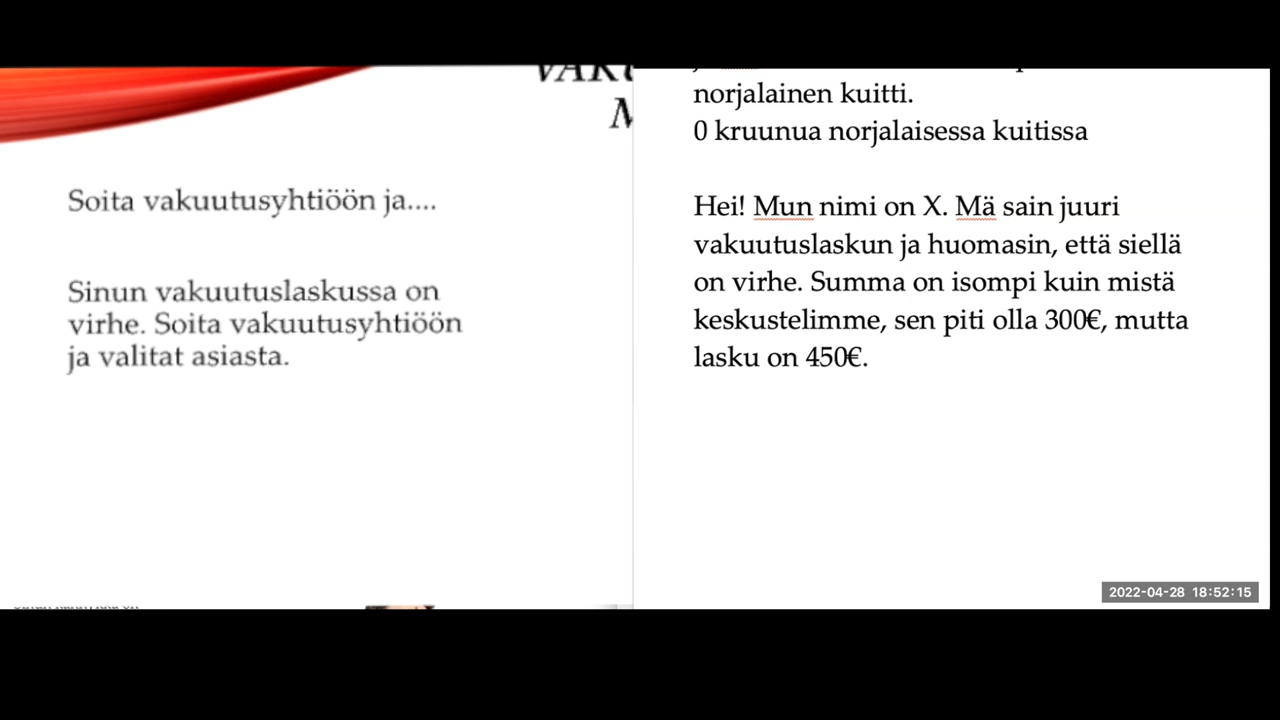 Soita vakuutusyhtiöön ja....
Sinun vakuutuslaskussa on
virhe. Soita vakuutusyhtiöön
ja valitat asiasta.
norjalainen kuitti.
0 kruunua norjalaisessa kuitissa
Hei! Mun nimi on X. Mä sain juuri
vakuutuslaskun ja huomasin, että siellä
on virhe. Summa on isompi kuin mistä
keskustelimme, sen piti olla 300€, mutta
lasku on 450€.
2022-04-28 18:52:15